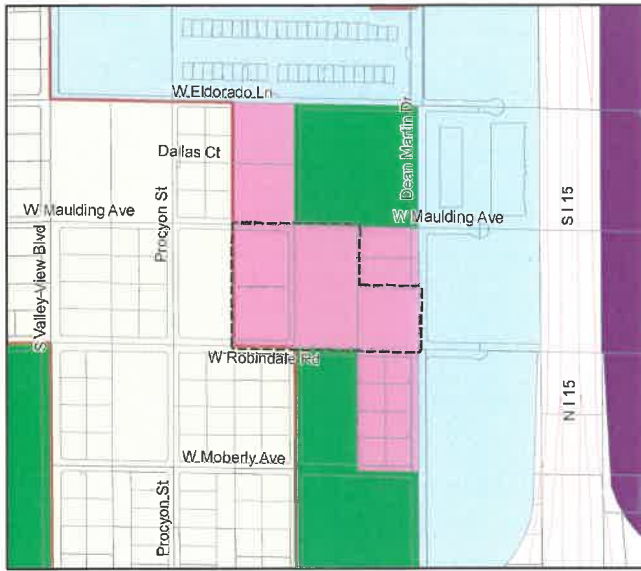 W Eldorado Ln
Dean Martin Dr
Dallas Ct
W Maulding Ave
Procyon St
W Maulding Ave
S I 15
S Valley View Blvd
W Robindale Rd
N I 15
W Moberly Ave
Procyon St